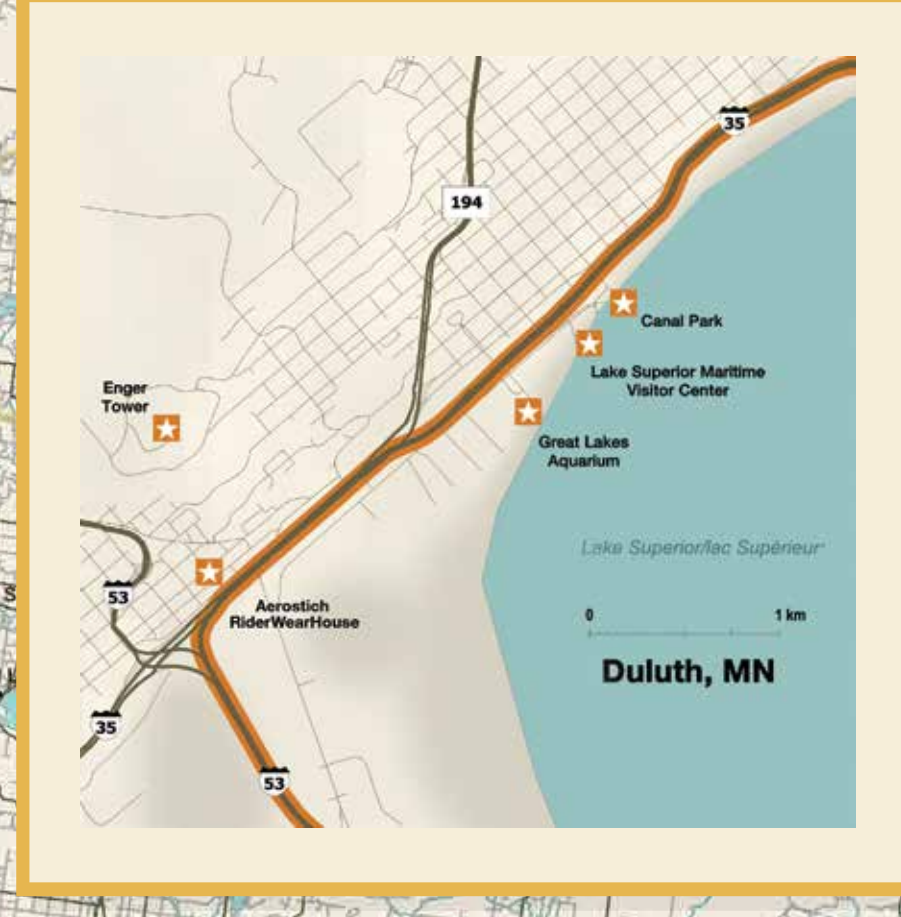 35
194
Canal Park
Lake Superior Maritime
Visitor Center
Enger
Tower
Great Lakes
Aquarium
Lake Superior/lac Supérieur
53
Aerostich
RiderWearHouse
0 1 km
Duluth, MN
35
53